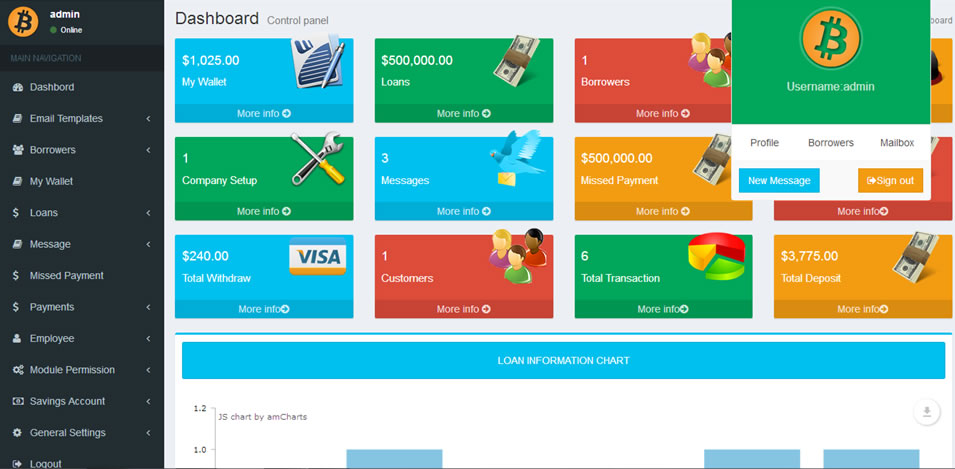 admin
Online
MAIN NAVIGATION
Dashbord
Email Templates
Borrowers
My Wallet
Loans
Message
Missed Payment
Payments
Employee
Module Permission
Savings Account
General Settings
Logout
Dashboard Control panel
board
$1,025.00
My Wallet
More info
$500,000.00
Loans
More info
1
Borrowers
More info
Username:admin
Profile
Borrowers
Mailbox
New Message
Sign out
1
Company Setup
More info
3
Messages
More info
$500,000.00
Missed Payment
More info
More info
$240.00
Total Withdraw
VISA
More info
1
Customers
More info
6
Total Transaction
More info
$3,775.00
Total Deposit
More info
LOAN INFORMATION CHART
1.2
JS chart by amCharts
1.0